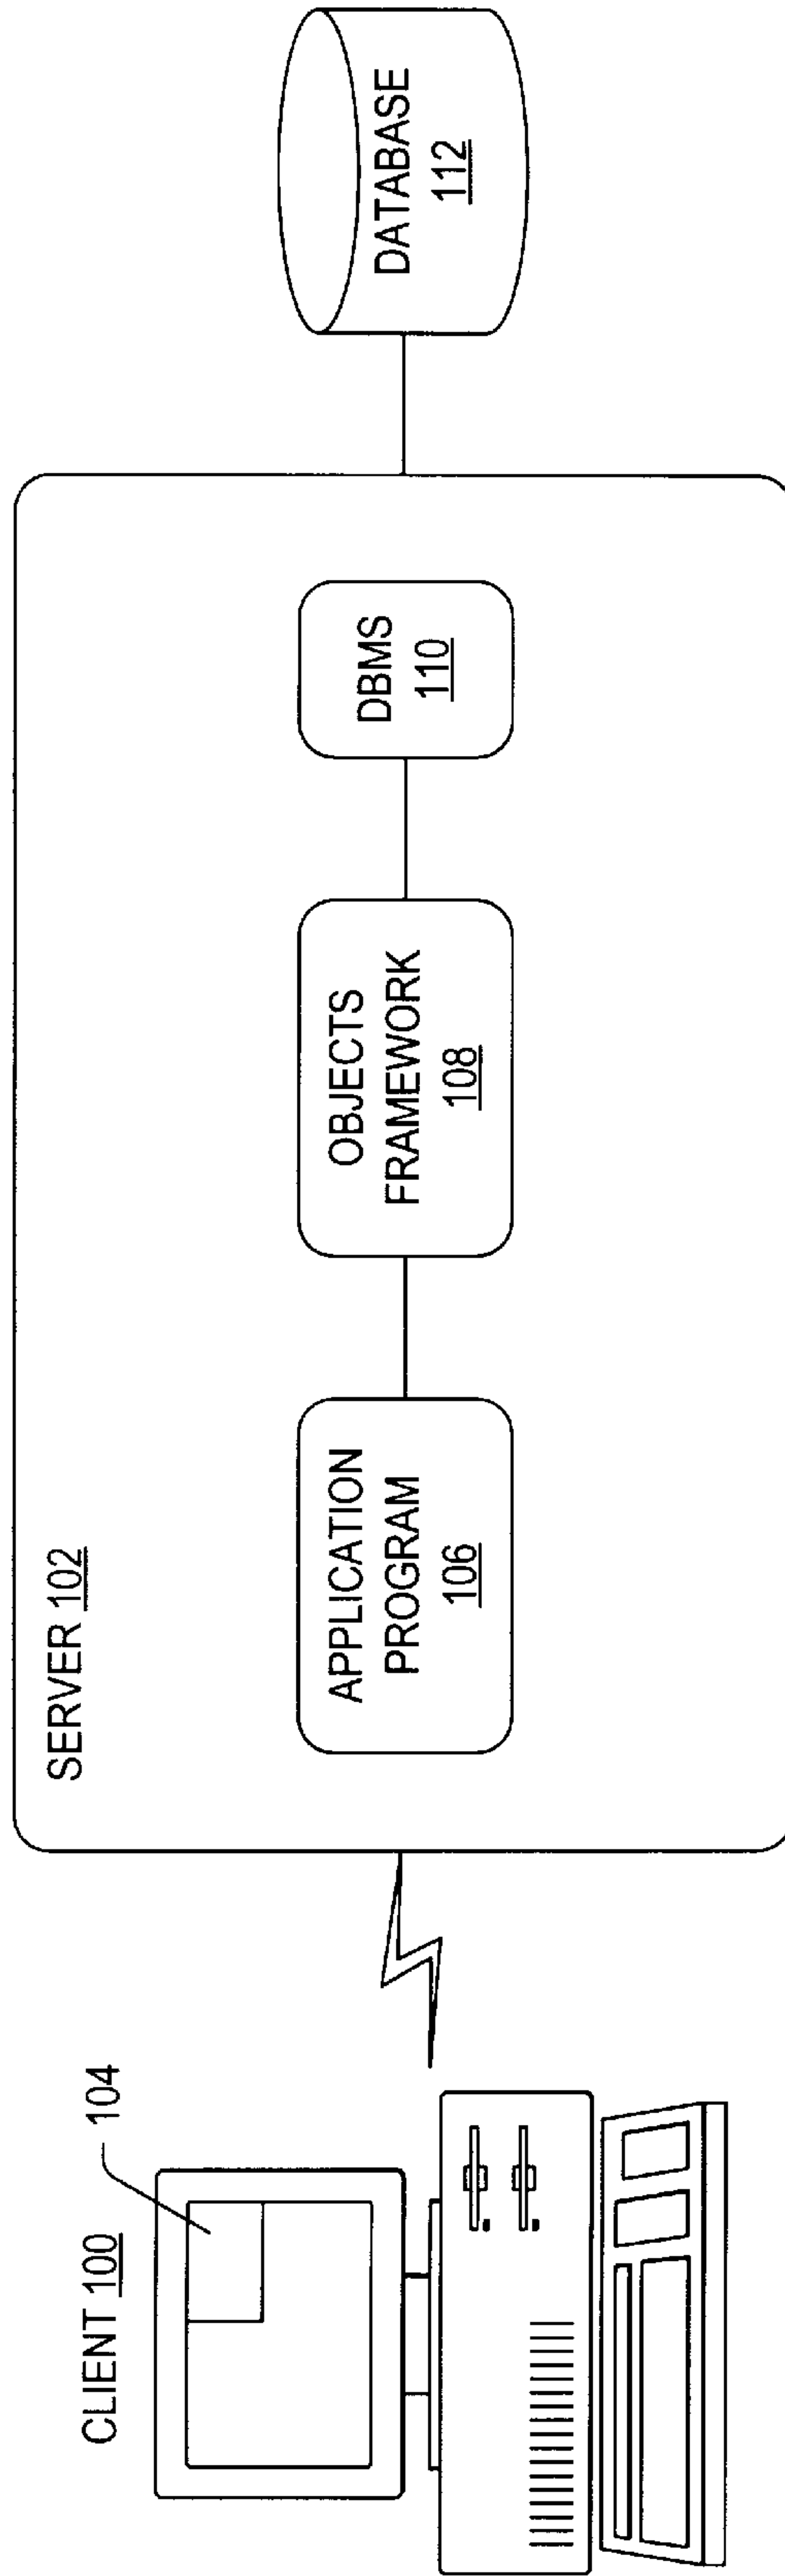 CLIENT 100
104
SERVER 102
APPLICATION
PROGRAM
106
OBJECTS
FRAMEWORK
108
DBMS
110
DATABASE
112